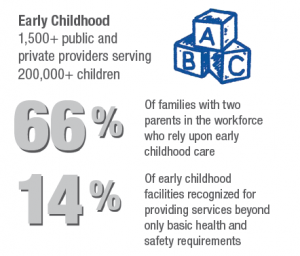 Early Childhood
1,500+ public and
private providers serving
200,000+ children
A
B C
66%
Of families with two
parents in the workforce
who rely upon early
childhood care
14%
Of early childhood
facilities recognized for
providing services beyond
only basic health and
safety requirements